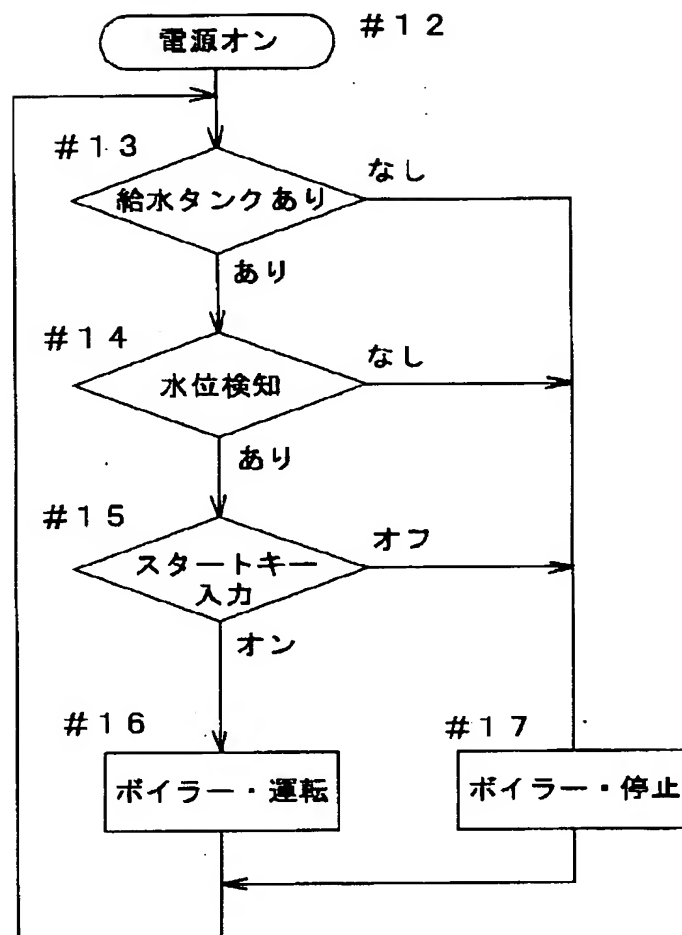 電源オン
#12
#13
給水タンクあり
なし
あり
#14
水位検知
なし
あり
#15
スタートキー
入力
オフ
オン
#16
ボイラー・運転
#17
ボイラー・停止